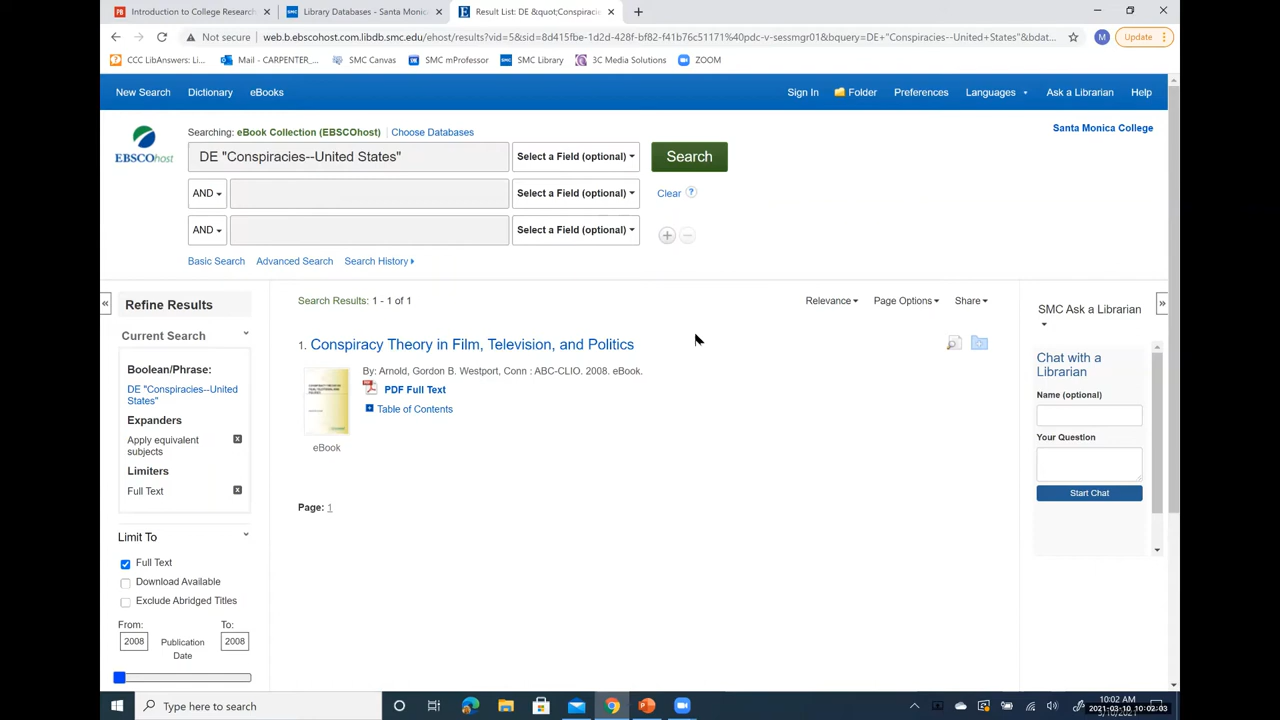 Introduction to College Research
Library Databases - Santa Monica
Result List: DE &quot;Conspiracie
Not secure
web.b.ebscohost.com.libdb.smc.edu/ehost/results?vid=5&sid=8d415fbe-1d2d-428f-bf82-f41b76c51171%40pdc-v-sessmgr01&bquery=DE+"Conspiracies--United+States"&bdat...
M
Update
CCC LibAnswers: Li...
Mail - CARPENTER_...
SMC Canvas
SMC mProfessor
SMC Library
3C Media Solutions
ZOOM
New Search
Dictionary
eBooks
Sign In
Folder
Preferences
Languages
Ask a Librarian
Help
EBSCOhost
Searching: eBook Collection (EBSCOhost)
Choose Databases
Santa Monica College
DE "Conspiracies--United States"
Select a Field (optional)
Search
AND
Select a Field (optional)
Clear ?
AND
Select a Field (optional)
Basic Search
Advanced Search
Search History
Refine Results
Current Search
Boolean/Phrase:
DE "Conspiracies--United
States"
Expanders
Apply equivalent
subjects
Limiters
Full Text
Limit To
Full Text
Download Available
Exclude Abridged Titles
From:
To:
2008
Publication
Date
2008
Search Results: 1 - 1 of 1
Relevance
Page Options
Share
1. Conspiracy Theory in Film, Television, and Politics
By: Arnold, Gordon B. Westport, Conn : ABC-CLIO. 2008. eBook.
PDF Full Text
Table of Contents
eBook
Page: 1
SMC Ask a Librarian
Chat with a
Librarian
Name (optional)
Your Question
Start Chat
Type here to search
10:02 AM
2021-03-10 10:02:03